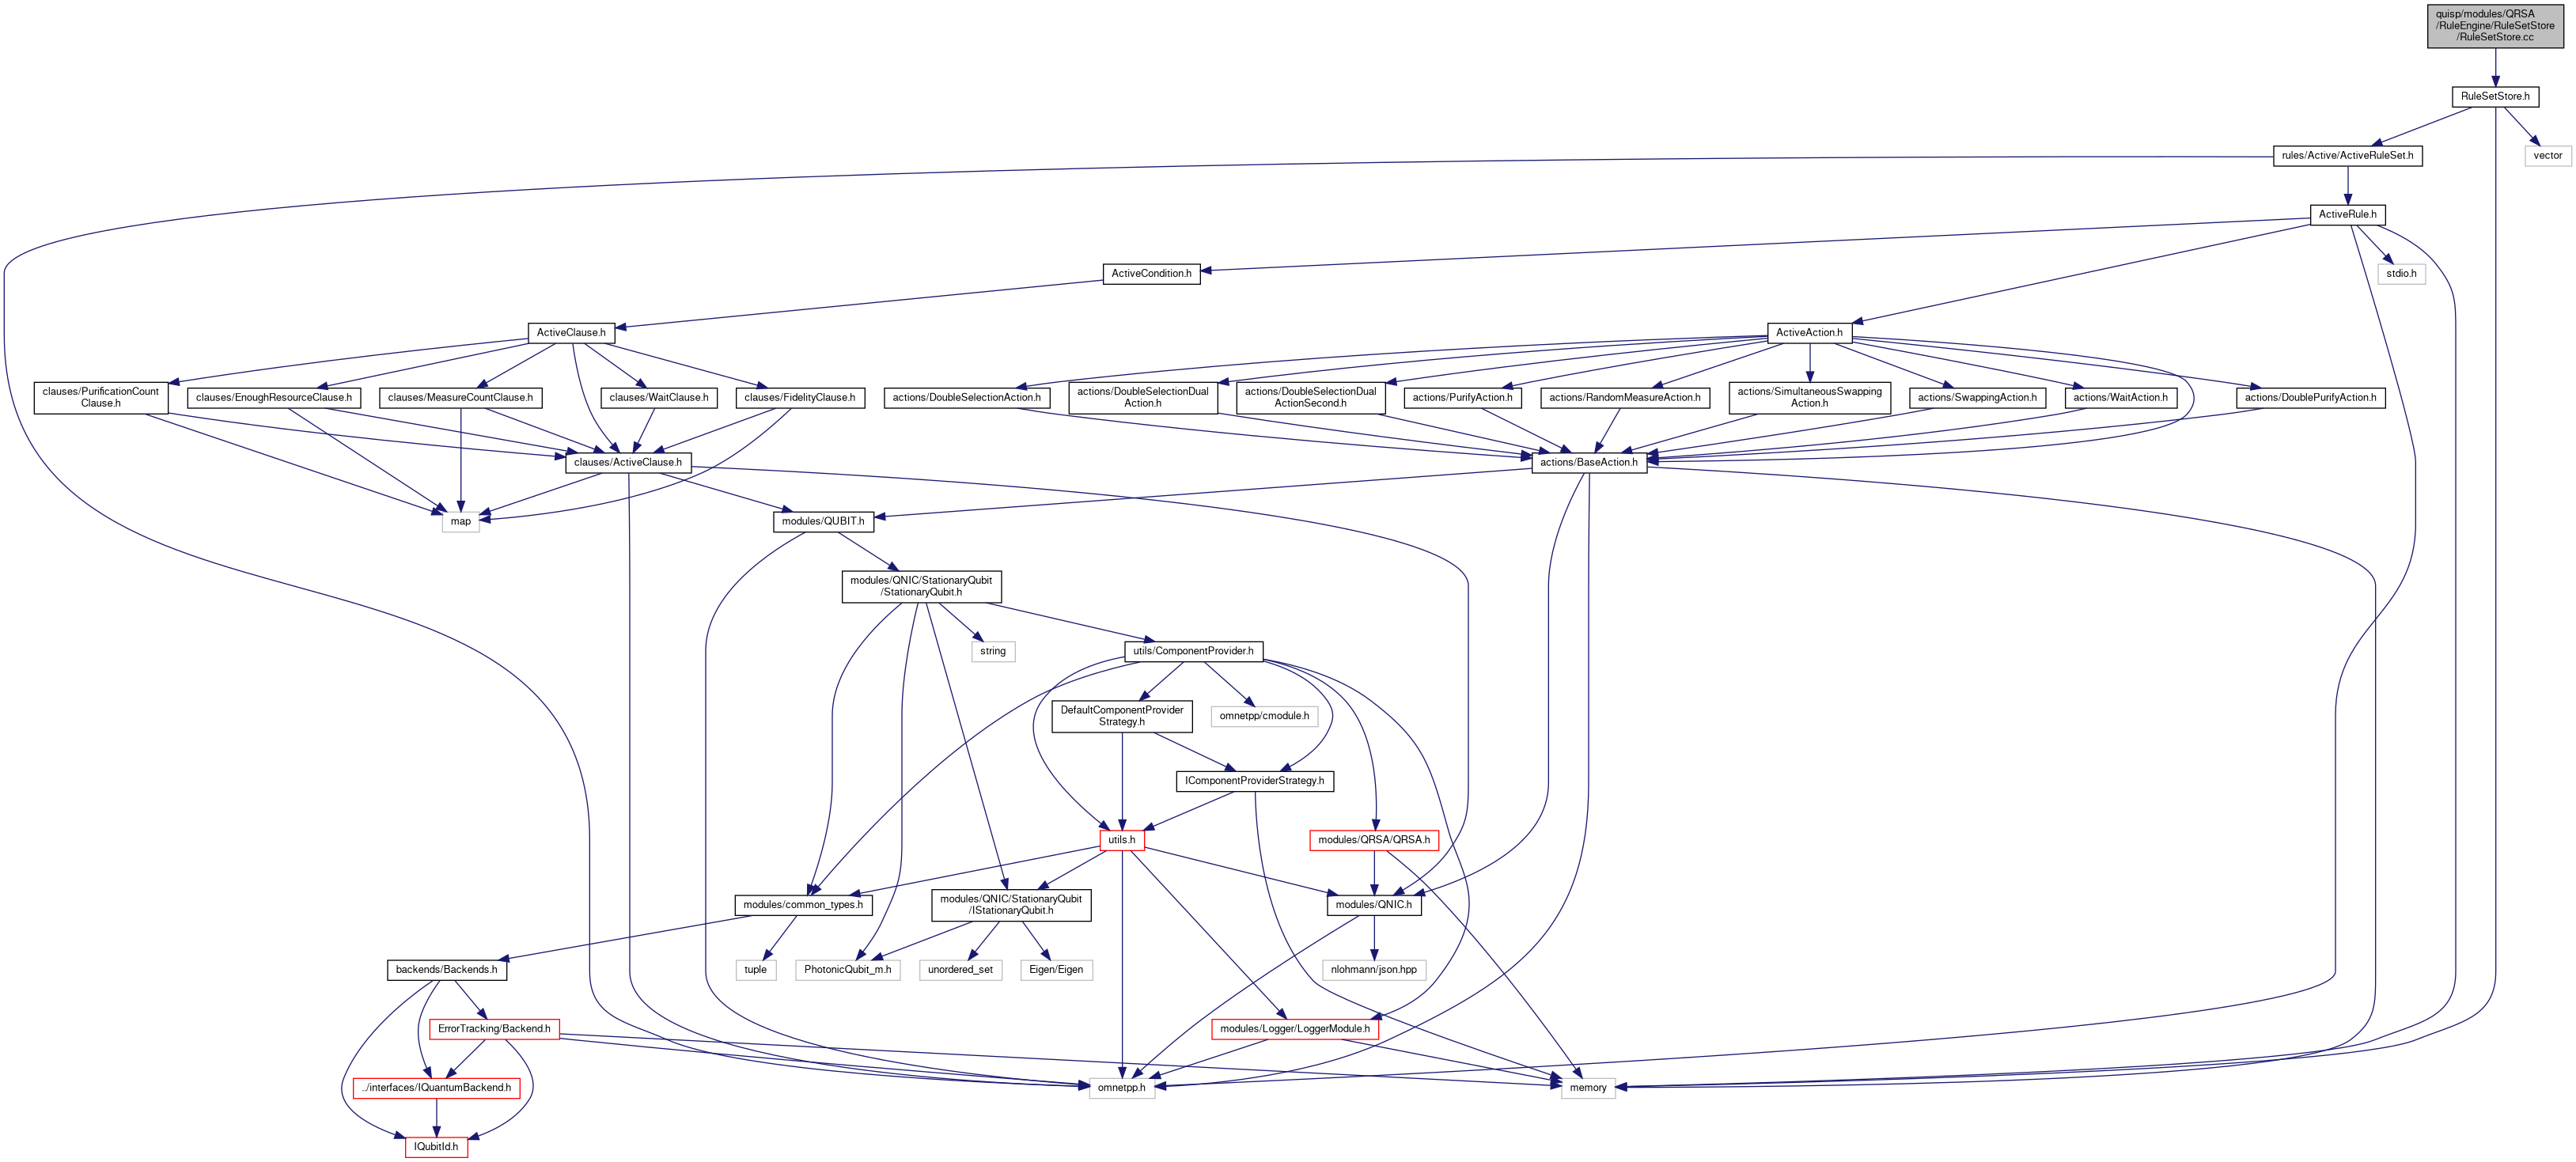 quisp/modules/QRSA
/RuleEngine/RuleSetStore
/RuleSetStore.cc
RuleSetStore.h
rules/Active/ActiveRuleSet.h
vector
ActiveRule.h
ActiveCondition.h
stdio.h
ActiveClause.h
ActiveAction.h
clauses/PurificationCount
Clause.h
clauses/EnoughResourceClause.h
clauses/MeasureCountClause.h
clauses/WaitClause.h
clauses/FidelityClause.h
actions/DoubleSelectionAction.h
actions/DoubleSelectionDual
Action.h
actions/DoubleSelectionDual
ActionSecond.h
actions/PurifyAction.h
actions/RandomMeasureAction.h
actions/SimultaneousSwapping
Action.h
actions/SwappingAction.h
actions/WaitAction.h
actions/DoublePurifyAction.h
clauses/ActiveClause.h
actions/BaseAction.h
map
modules/QUBIT.h
modules/QNIC/StationaryQubit
/StationaryQubit.h
string
utils/ComponentProvider.h
DefaultComponentProvider
Strategy.h
omnetpp/cmodule.h
IComponentProviderStrategy.h
utils.h
modules/QRSA/QRSA.h
modules/common_types.h
modules/QNIC/StationaryQubit
/IStationaryQubit.h
modules/QNIC.h
backends/Backends.h
tuple
PhotonicQubit_m.h
unordered_set
Eigen/Eigen
nlohmann/json.hpp
ErrorTracking/Backend.h
modules/Logger/LoggerModule.h
../interfaces/IQuantumBackend.h
omnetpp.h
memory
IQubitId.h